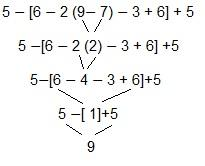 5 – [6 – 2 (9– 7) – 3 + 6] + 5
5 –[6 – 2 (2) – 3 + 6] +5
5–[6 – 4 – 3 + 6]+5
5 –[ 1]+5
9